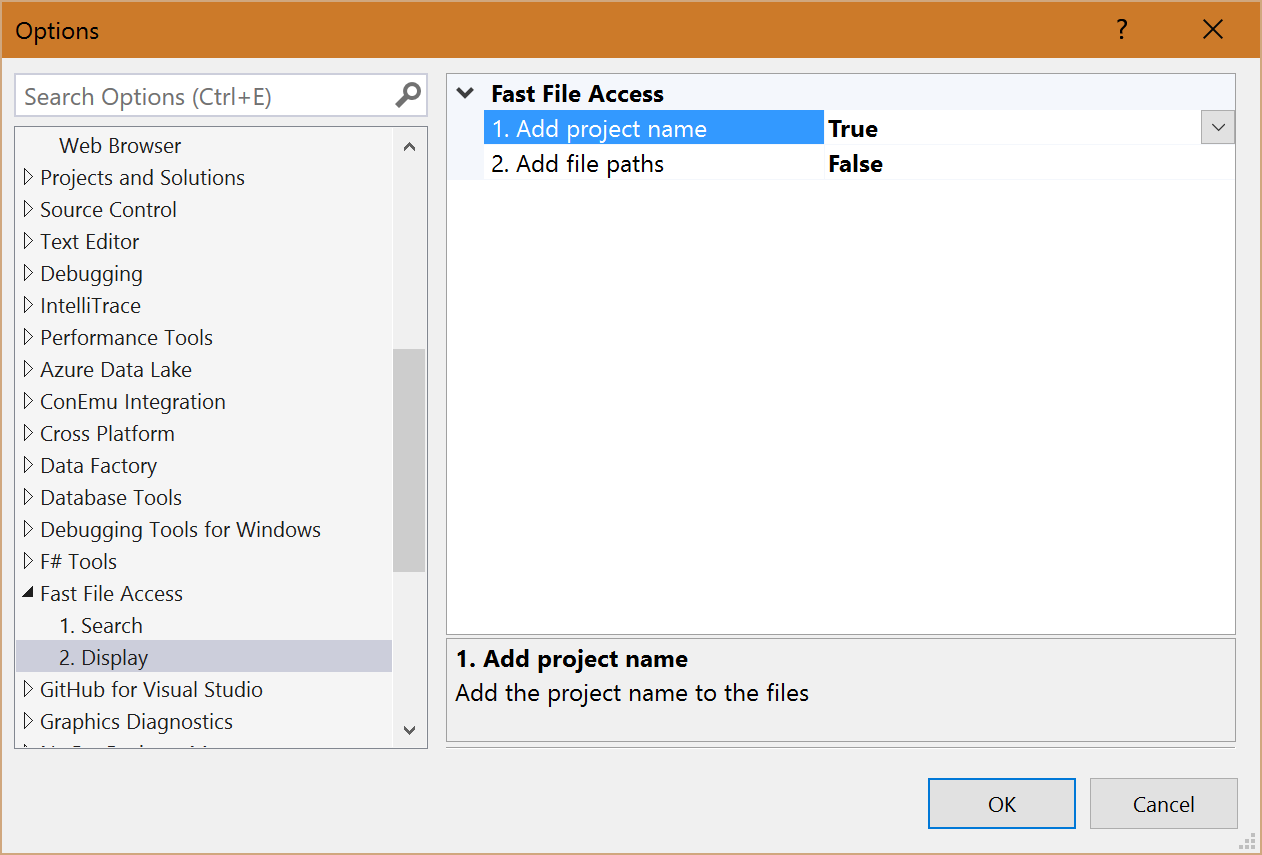 Options
?
Search Options (Ctrl+E)
Web Browser
Projects and Solutions
Source Control
Text Editor
Debugging
IntelliTrace
Performance Tools
Azure Data Lake
ConEmu Integration
Cross Platform
Data Factory
Database Tools
Debugging Tools for Windows
F# Tools
Fast File Access
1. Search
2. Display
GitHub for Visual Studio
Graphics Diagnostics
Fast File Access
1. Add project name True
2. Add file paths False
1. Add project name
Add the project name to the files
OK Cancel